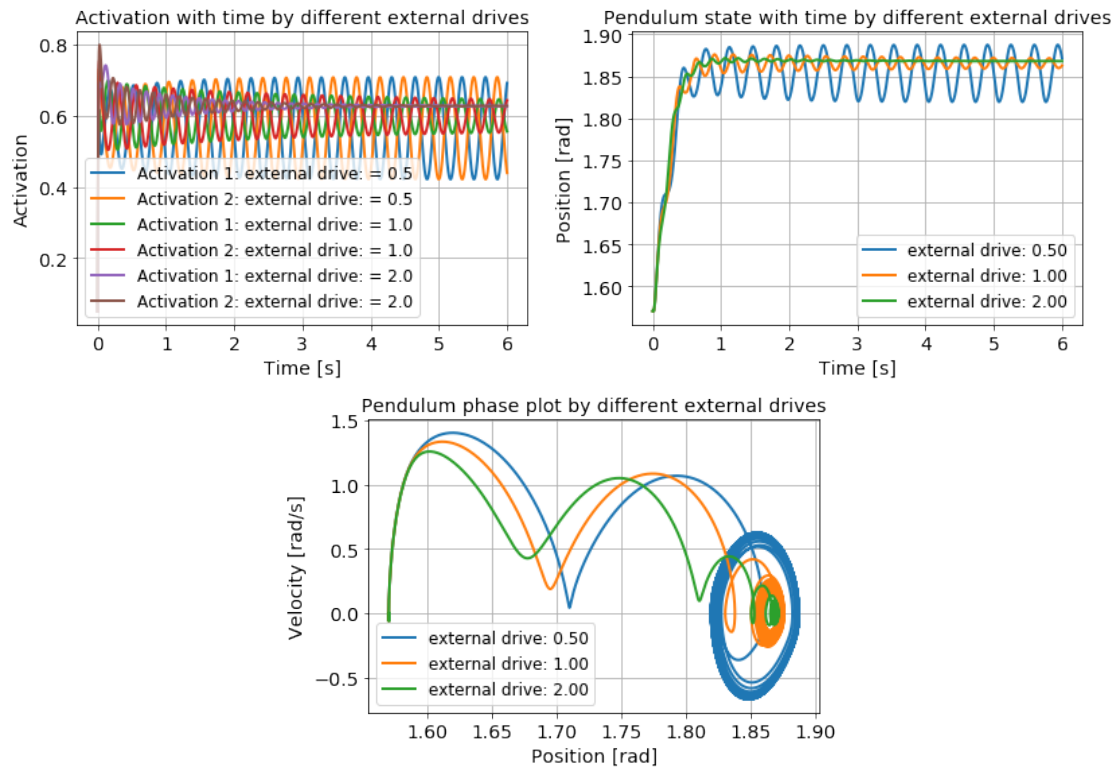 Activation with time by different external drives
0.8
0.6
0.4
0.2
Activation
Activation 1: external drive: = 0.5
Activation 2: external drive: = 0.5
Activation 1: external drive: = 1.0
Activation 2: external drive: = 1.0
Activation 1: external drive: = 2.0
Activation 2: external drive: = 2.0
0 1 2 3 4 5 6
Time [s]
Pendulum state with time by different external drives
1.90
1.85
1.80
1.75
1.70
1.65
1.60
Position [rad]
external drive: 0.50
external drive: 1.00
external drive: 2.00
0 1 2 3 4 5 6
Time [s]
Pendulum phase plot by different external drives
1.5
1.0
0.5
0.0
−0.5
Velocity [rad/s]
external drive: 0.50
external drive: 1.00
external drive: 2.00
1.60 1.65 1.70 1.75 1.80 1.85 1.90
Position [rad]